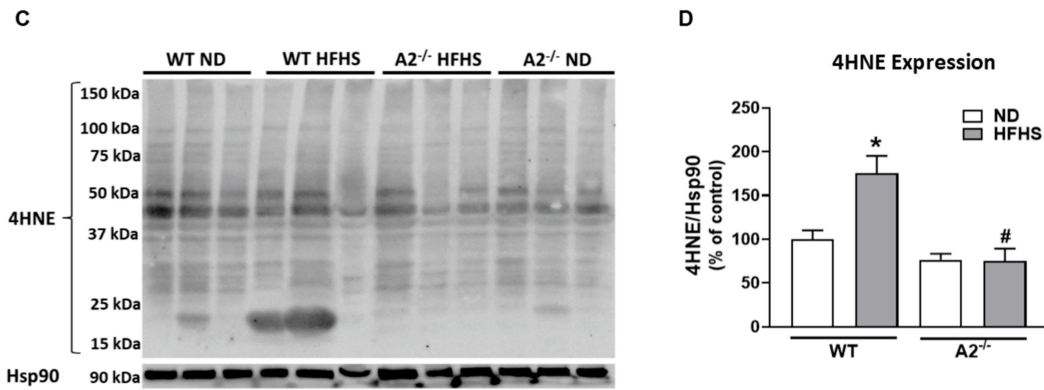 C
WT ND WT HFHS A2-/- HFHS A2-/- ND
150 kDa
100 kDa
75 kDa
50 kDa
4HNE
37 kDa
25 kDa
15 kDa
Hsp90 90 kDa
D
4HNE Expression
4HNE/Hsp90
(% of control)
250
200
150
100
50
0
ND
HFHS
*
#
WT A2-/-